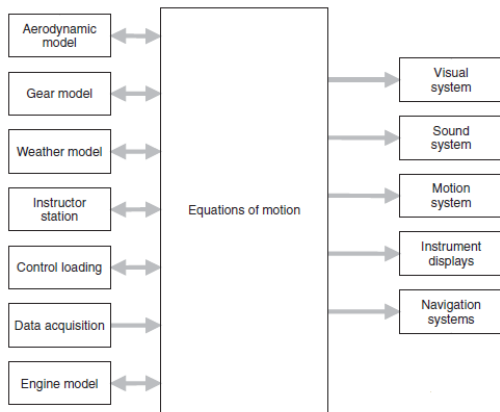 Aerodynamic
model
Gear model
Weather model
Instructor
station
Control loading
Data acquisition
Engine model
Equations of motion
Visual
system
Sound
system
Motion
system
Instrument
displays
Navigation
systems